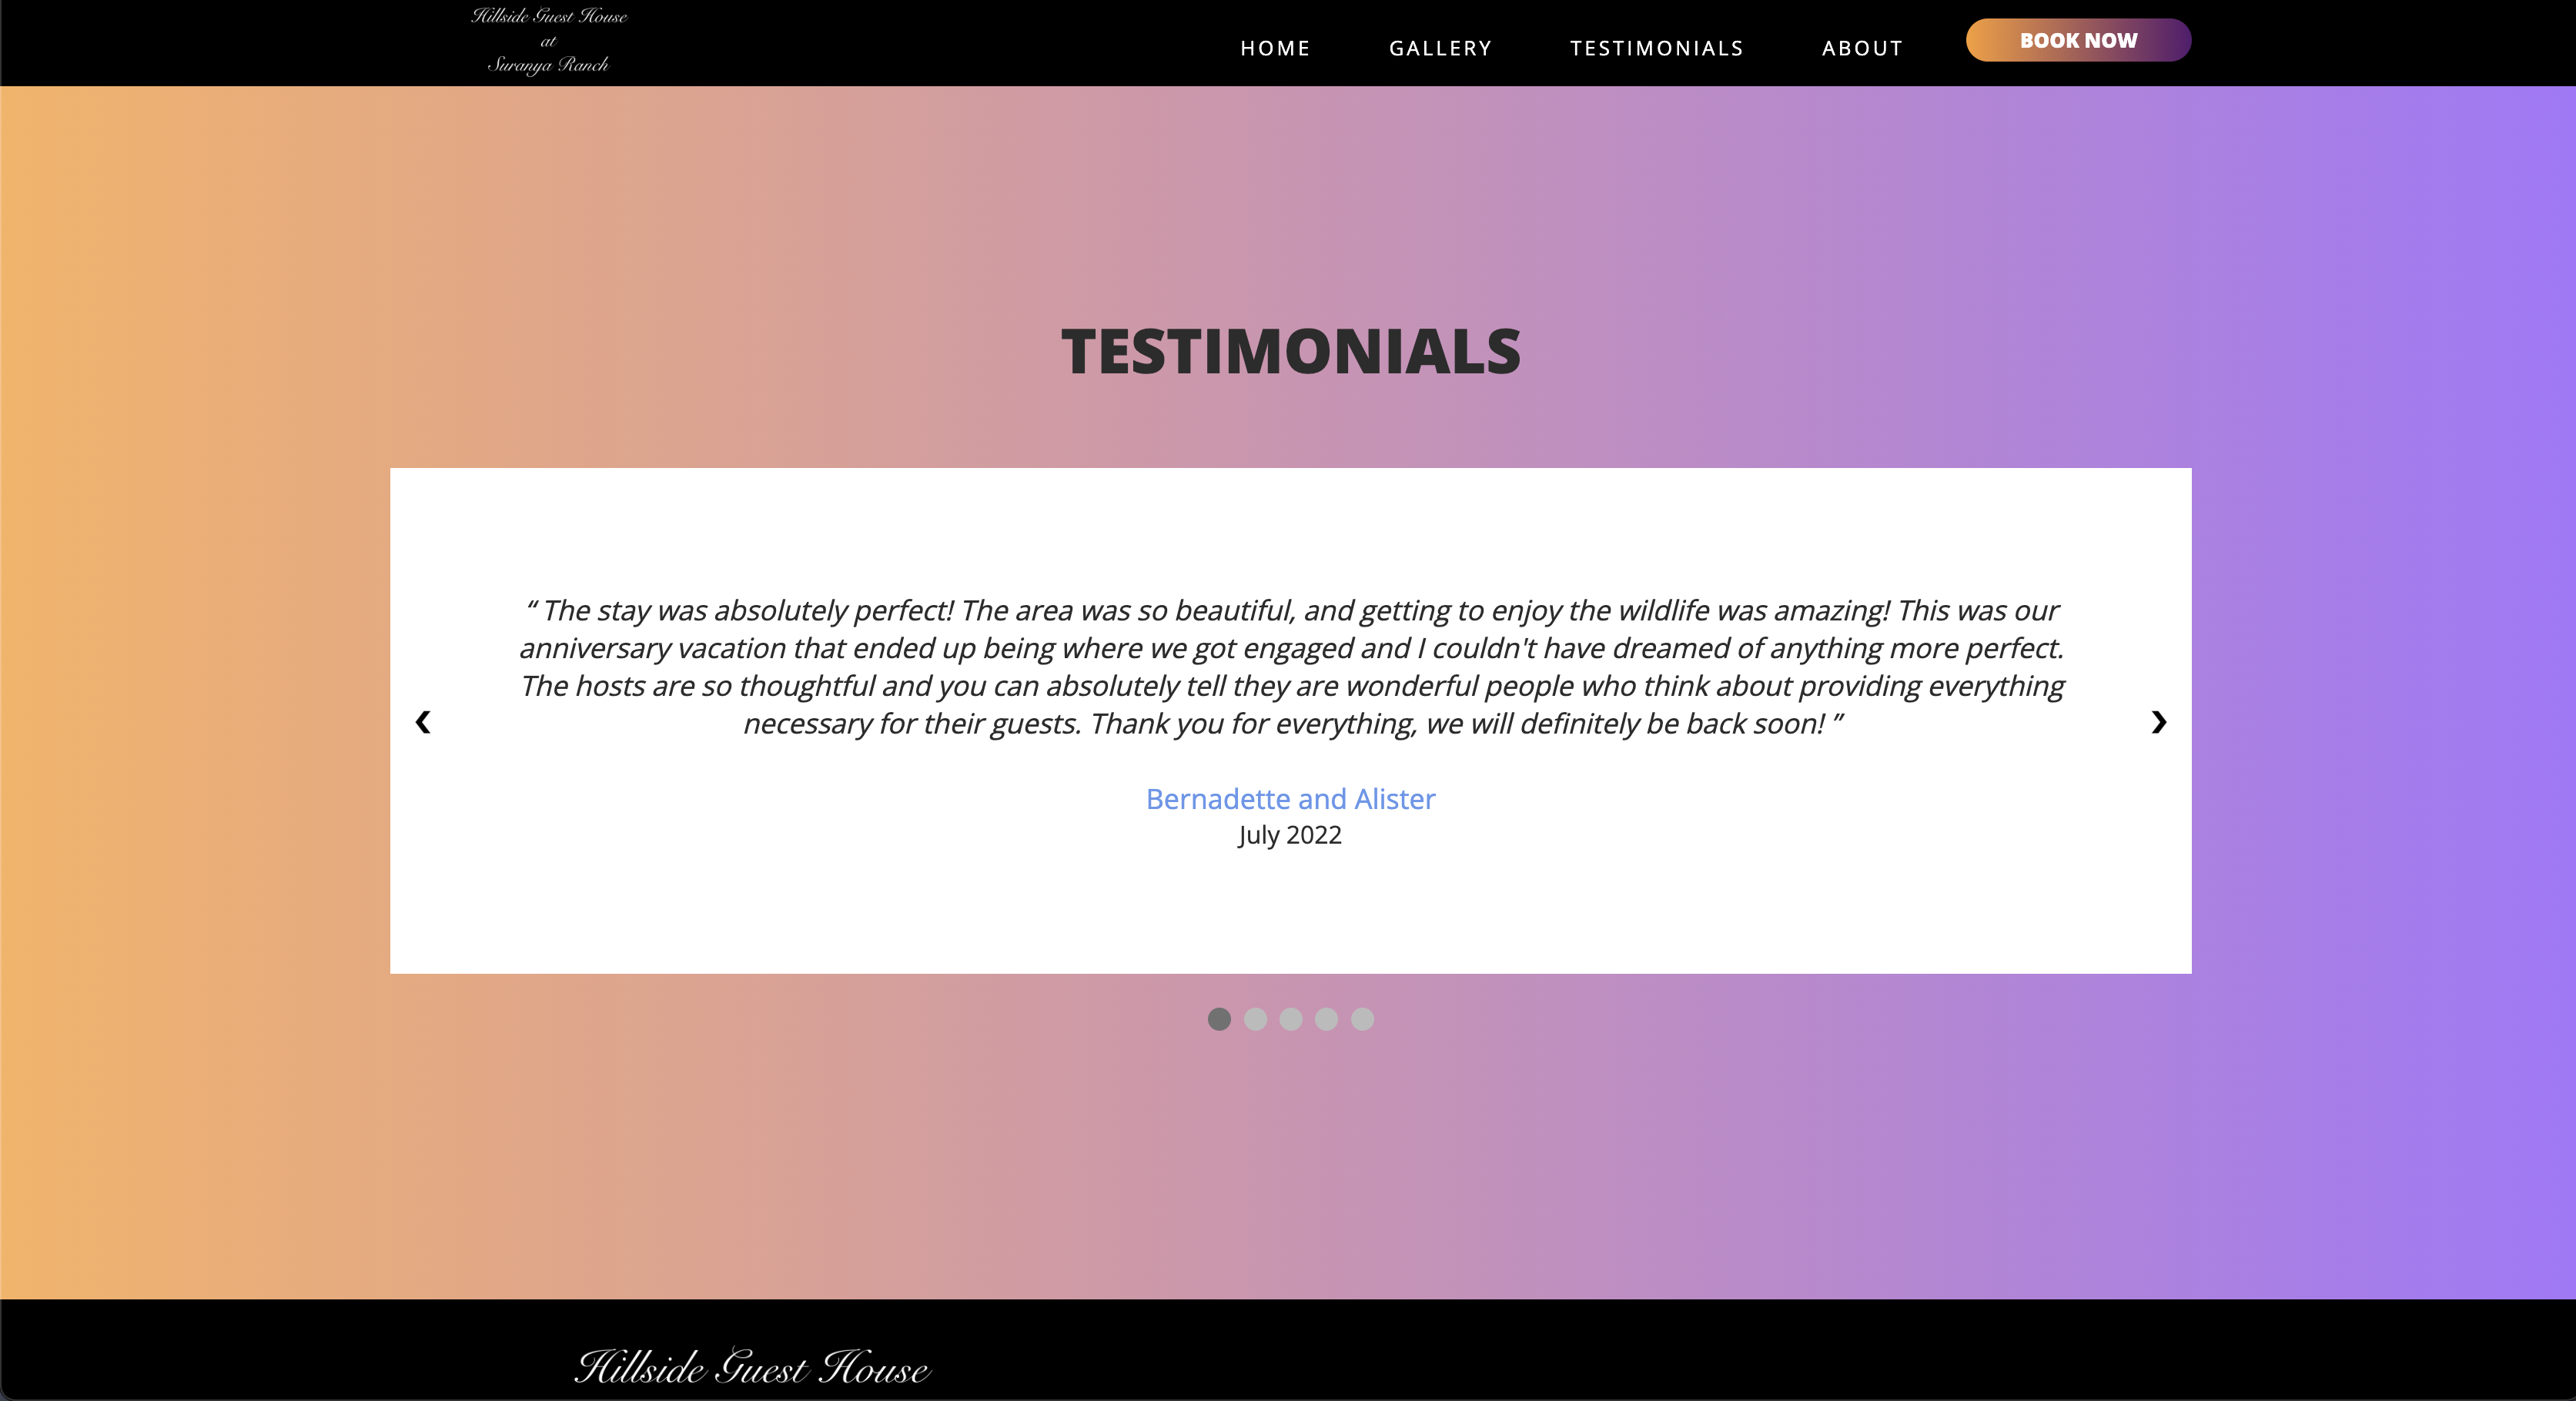 Hillside Guest House
at
Suranya Ranch
HOME GALLERY TESTIMONIALS ABOUT BOOK NOW
TESTIMONIALS
“ The stay was absolutely perfect! The area was so beautiful, and getting to enjoy the wildlife was amazing! This was our
anniversary vacation that ended up being where we got engaged and I couldn't have dreamed of anything more perfect.
The hosts are so thoughtful and you can absolutely tell they are wonderful people who think about providing everything
necessary for their guests. Thank you for everything, we will definitely be back soon! ”
❮ ❯
Bernadette and Alister
July 2022
Hillside Guest House